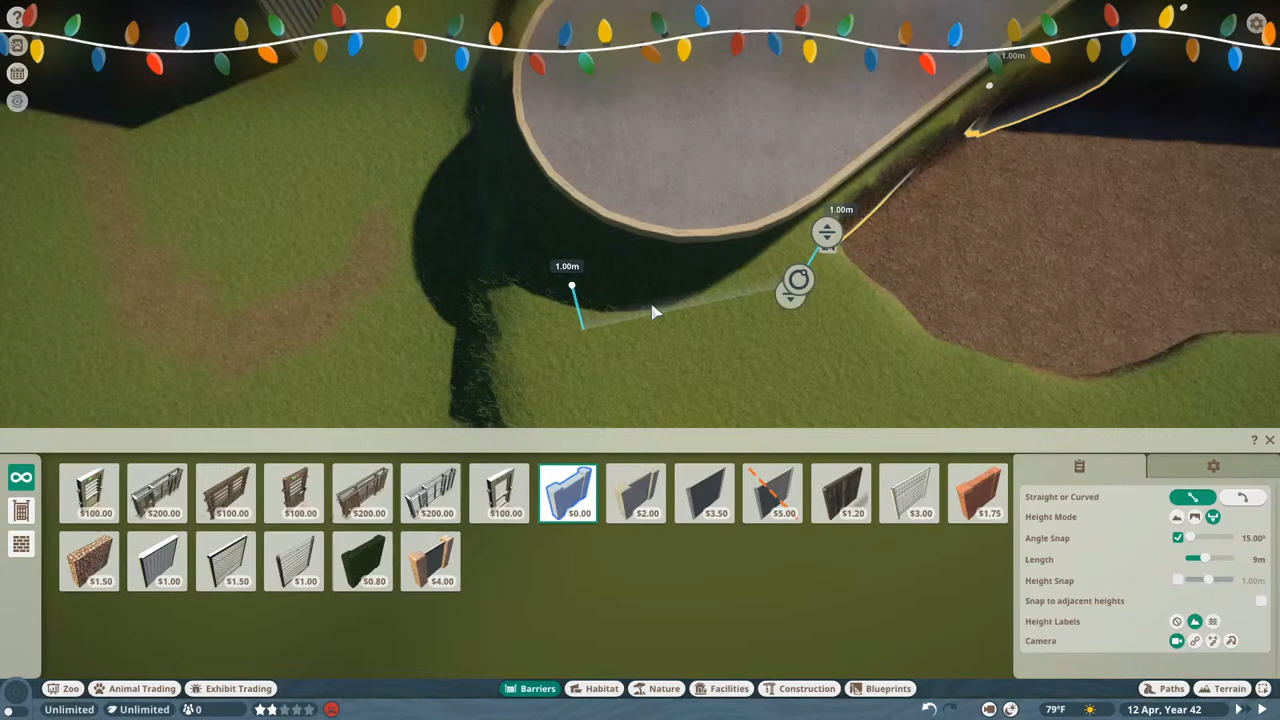 ?
1.00m
1.00m
1.00m
?
$100.00
$200.00
$100.00
$100.00
$200.00
$200.00
$100.00
$0.00
$2.00
$3.50
$5.00
$1.20
$3.00
$1.75
$1.50
$1.00
$1.50
$1.00
$0.80
$4.00
Straight or Curved
Height Mode
Angle Snap 15.00°
Length 9m
Height Snap 1.00m
Snap to adjacent heights
Height Labels
Camera
Zoo Animal Trading Exhibit Trading Barriers Habitat Nature Facilities Construction Blueprints Paths Terrain
Unlimited Unlimited 0 79°F 12 Apr, Year 42